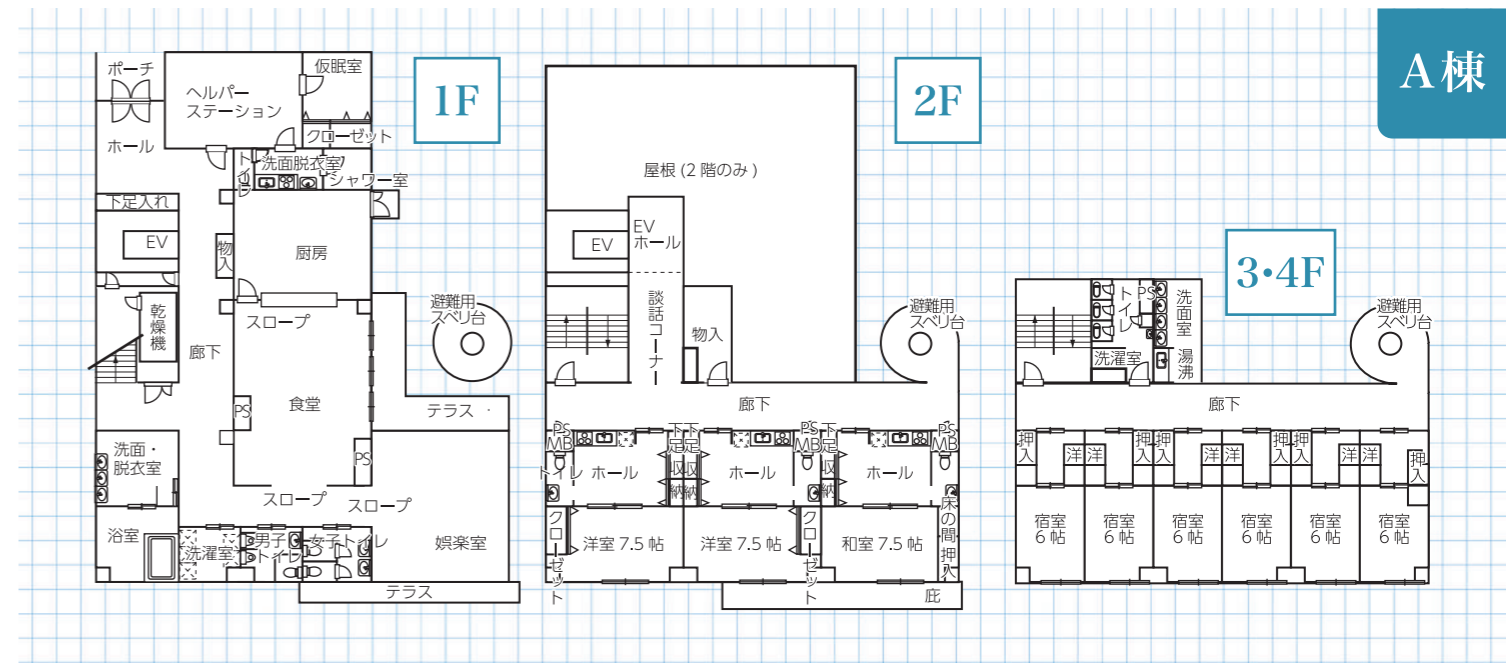 A棟
1F
ポーチ
ヘルパー
ステーション
仮眠室
クローゼット
ホール
トイレ
洗面脱衣室
シャワー室
下足入れ
EV
物入
厨房
乾燥機
スロープ
廊下
避難用
スベリ台
PS
食堂
テラス
洗面・
脱衣室
PS
スロープ
スロープ
浴室
洗濯室
男子
トイレ
女子トイレ
娯楽室
テラス
2F
屋根(2階のみ)
EV
EV
ホール
談話コーナー
物入
避難用
スベリ台
廊下
PS
MB
下足
下足
PS
MB
下足
PS
MB
トイレ
ホール
収納
収納
ホール
収納
ホール
クローゼット
洋室7.5帖
洋室7.5帖
クローゼット
和室7.5帖
床の間
押入
庇
3・4F
トイレ
PS
洗面室
洗濯室
湯沸
避難用
スベリ台
廊下
押入
洋
洋
押入
押入
洋
洋
押入
押入
洋
洋
押入
宿室
6帖
宿室
6帖
宿室
6帖
宿室
6帖
宿室
6帖
宿室
6帖